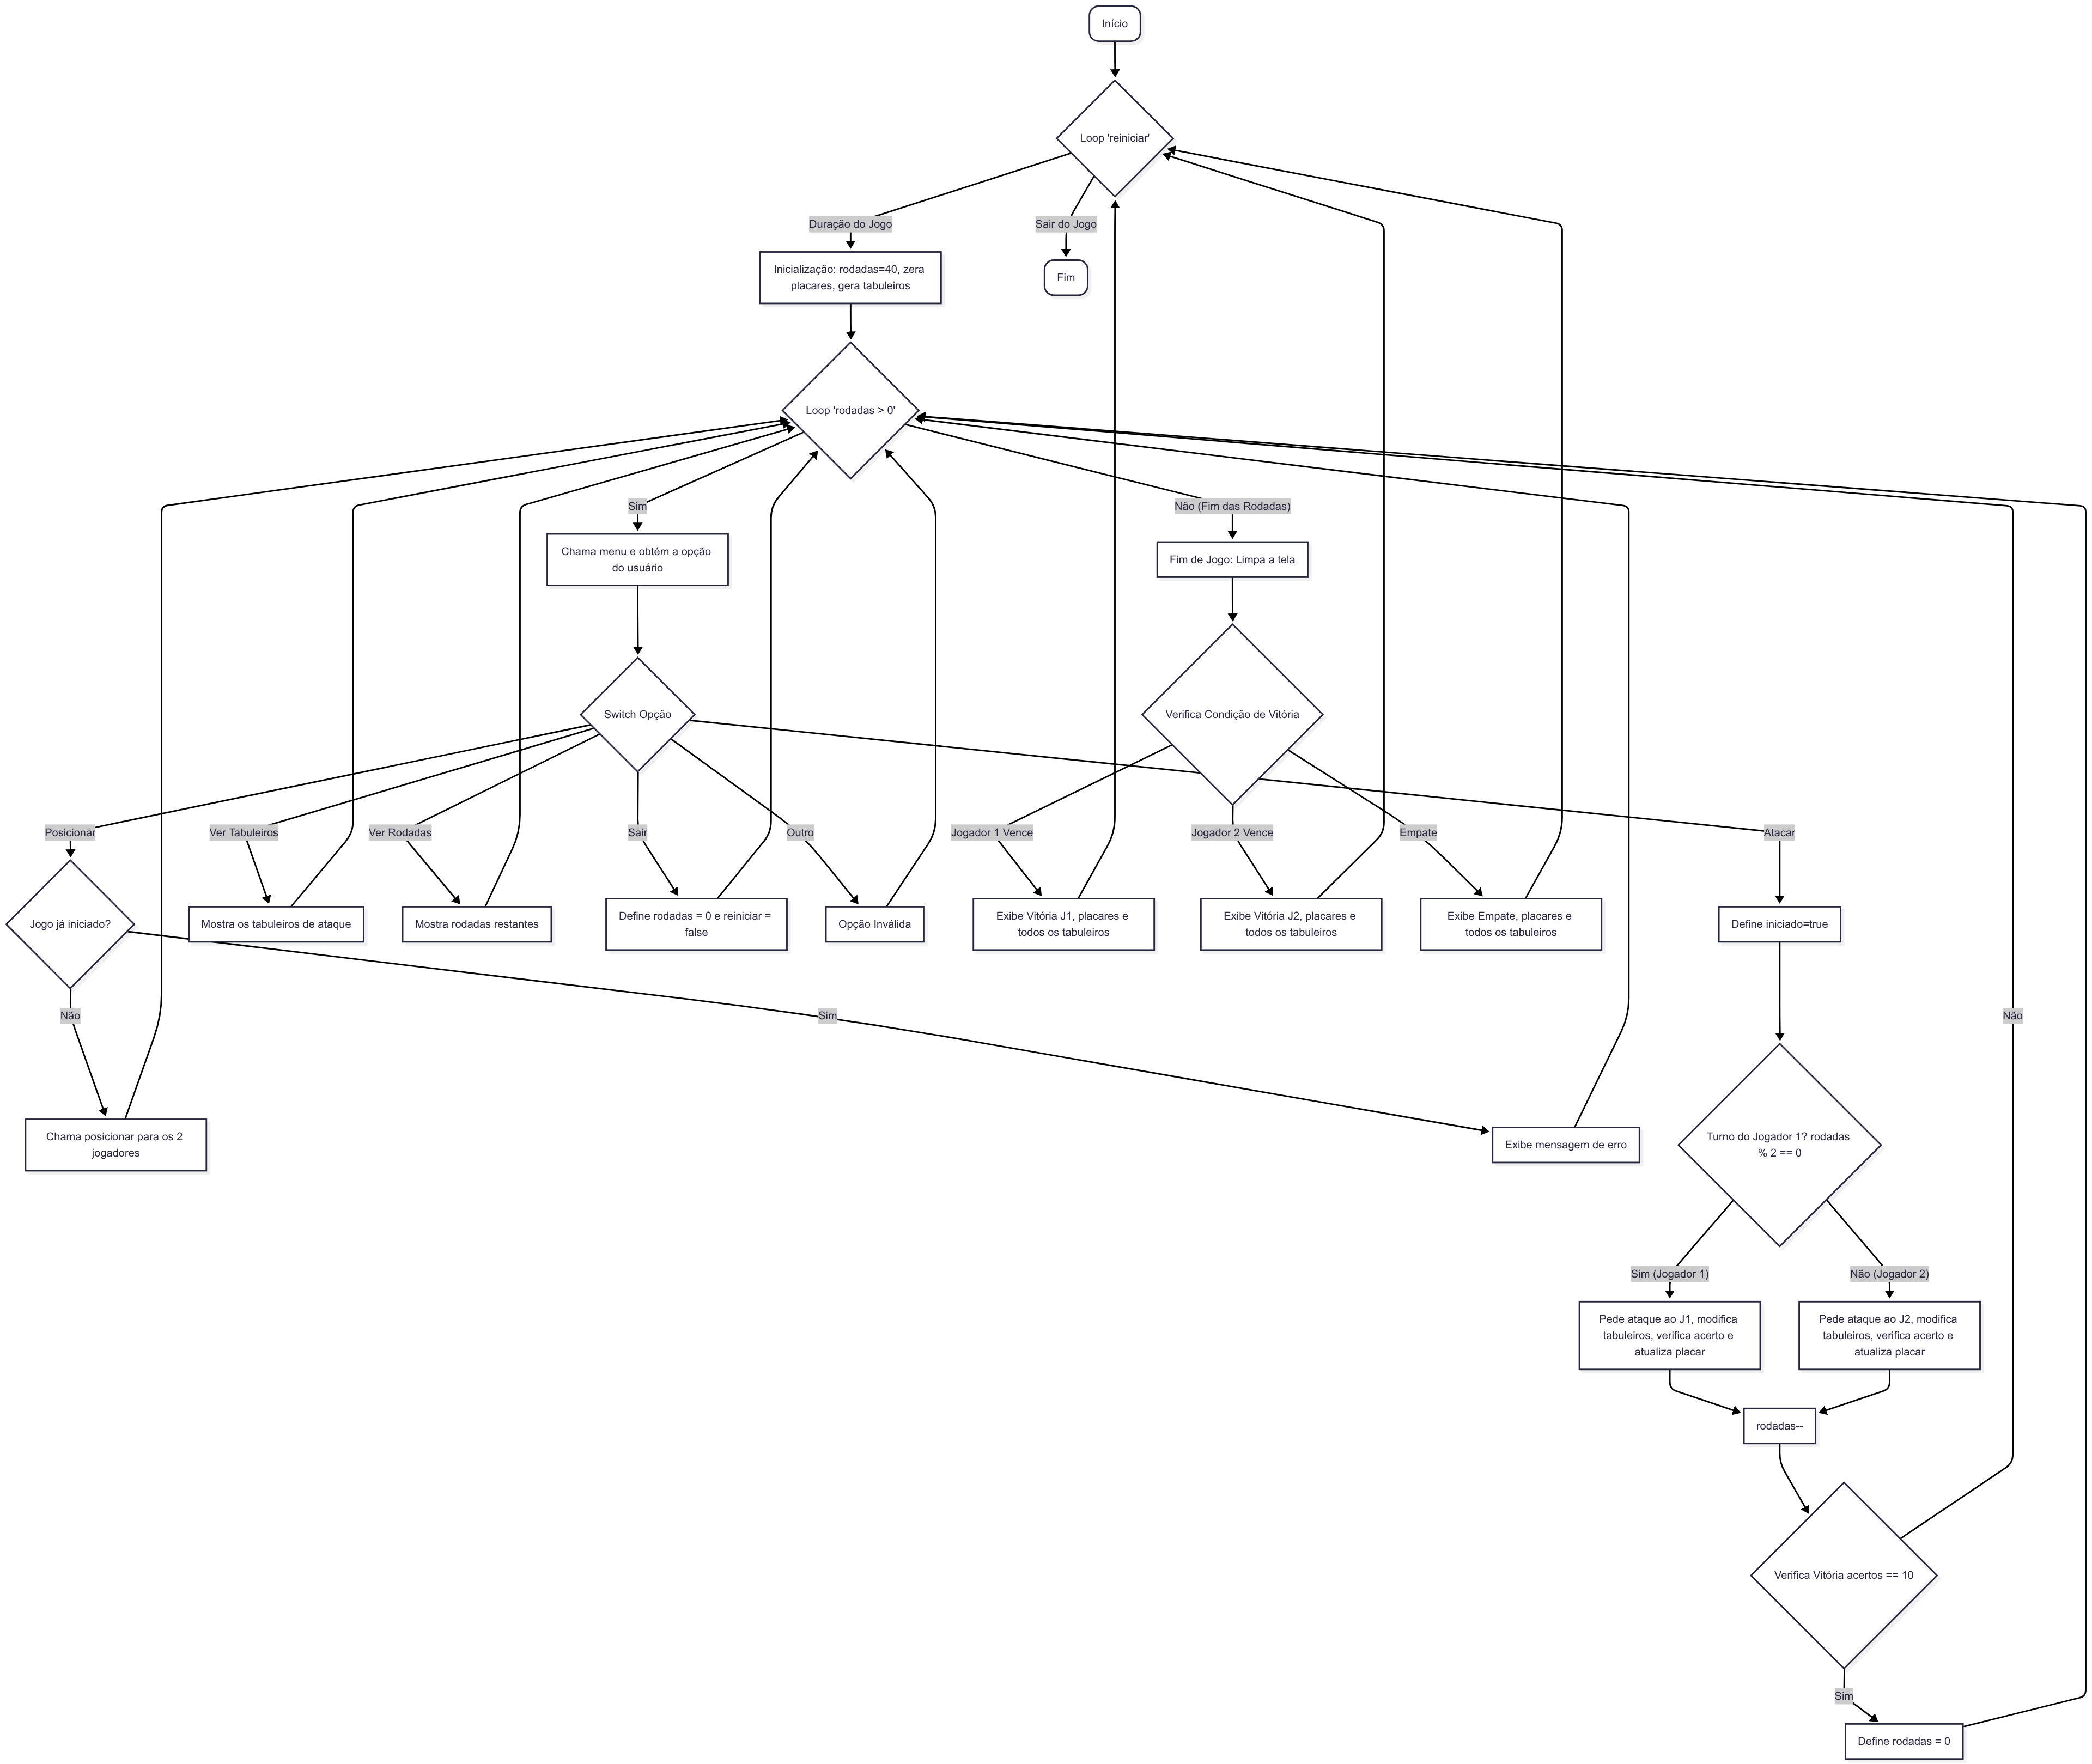 Início
Loop 'reiniciar'
Duração do Jogo
Sair do Jogo
Inicialização: rodadas=40, zera
placares, gera tabuleiros
Fim
Loop 'rodadas > 0'
Sim
Não (Fim das Rodadas)
Chama menu e obtém a opção
do usuário
Fim de Jogo: Limpa a tela
Switch Opção
Verifica Condição de Vitória
Posicionar
Ver Tabuleiros
Ver Rodadas
Sair
Outro
Jogador 1 Vence
Jogador 2 Vence
Empate
Atacar
Jogo já iniciado?
Mostra os tabuleiros de ataque
Mostra rodadas restantes
Define rodadas = 0 e reiniciar =
false
Opção Inválida
Exibe Vitória J1, placares e
todos os tabuleiros
Exibe Vitória J2, placares e
todos os tabuleiros
Exibe Empate, placares e
todos os tabuleiros
Define iniciado=true
Não
Sim
Não
Chama posicionar para os 2
jogadores
Exibe mensagem de erro
Turno do Jogador 1? rodadas
% 2 == 0
Sim (Jogador 1)
Não (Jogador 2)
Pede ataque ao J1, modifica
tabuleiros, verifica acerto e
atualiza placar
Pede ataque ao J2, modifica
tabuleiros, verifica acerto e
atualiza placar
rodadas--
Verifica Vitória acertos == 10
Sim
Define rodadas = 0